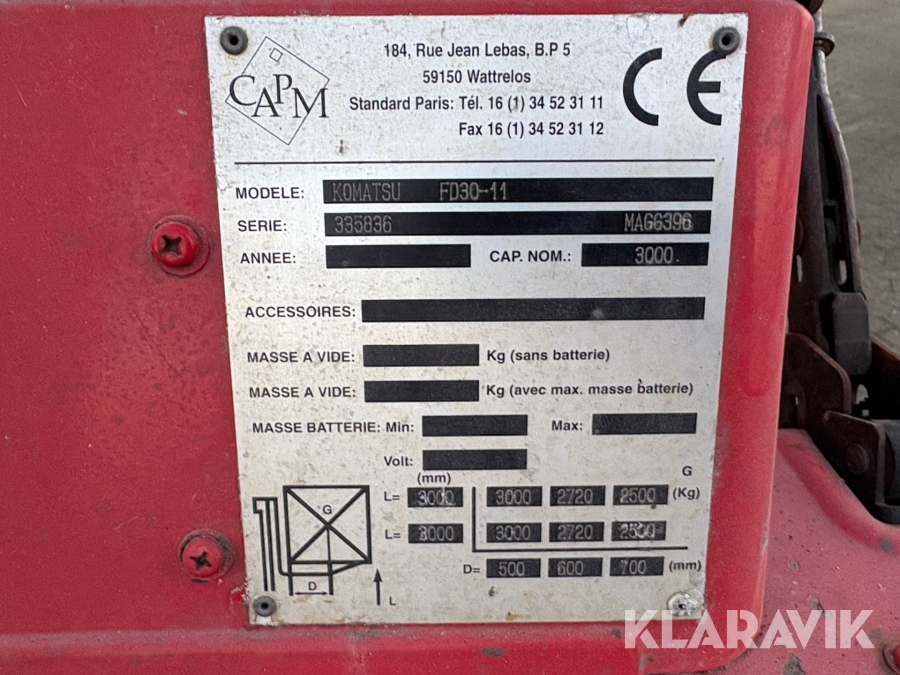 CAPM
184, Rue Jean Lebas, B.P 5
59150 Wattrelos
Standard Paris: Tél. 16 (1) 34 52 31 11
Fax 16 (1) 34 52 31 12
CE
MODELE: KOMATSU FD30-11
SERIE: 335836 MAG6396
ANNEE: CAP. NOM.: 3000.
ACCESSOIRES:
MASSE A VIDE: Kg (sans batterie)
MASSE A VIDE: Kg (avec max. masse batterie)
MASSE BATTERIE: Min: Max:
Volt:
(mm) G
L= 3000 3000 2720 2500 (Kg)
L= 3000 3000 2720 2500
D= 500 600 700 (mm)
G
D
L
KLARAVIK